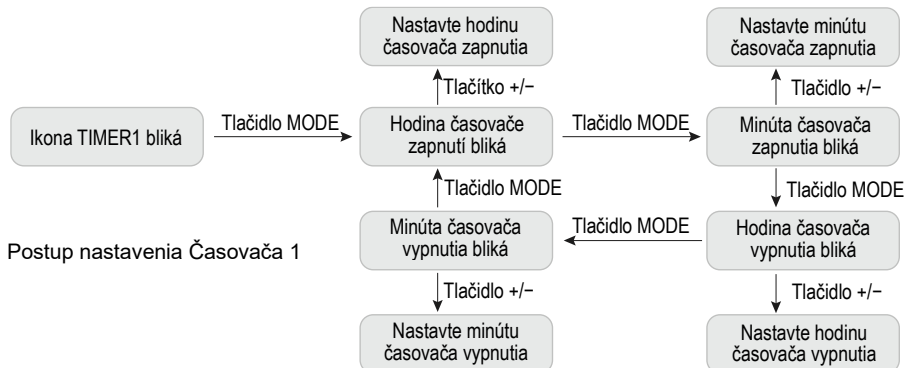 Nastavte hodinu
časovača zapnutia
Nastavte minútu
časovača zapnutia
Tlačítko +/−
Tlačidlo +/−
Ikona TIMER1 bliká
Tlačidlo MODE
Hodina časovače
zapnutí bliká
Tlačidlo MODE
Minúta časovača
zapnutia bliká
Tlačidlo MODE
Tlačidlo MODE
Postup nastavenia Časovača 1
Minúta časovača
vypnutia bliká
Tlačidlo MODE
Hodina časovača
vypnutia bliká
Tlačidlo +/−
Tlačidlo +/−
Nastavte minútu
časovača vypnutia
Nastavte hodinu
časovača vypnutia